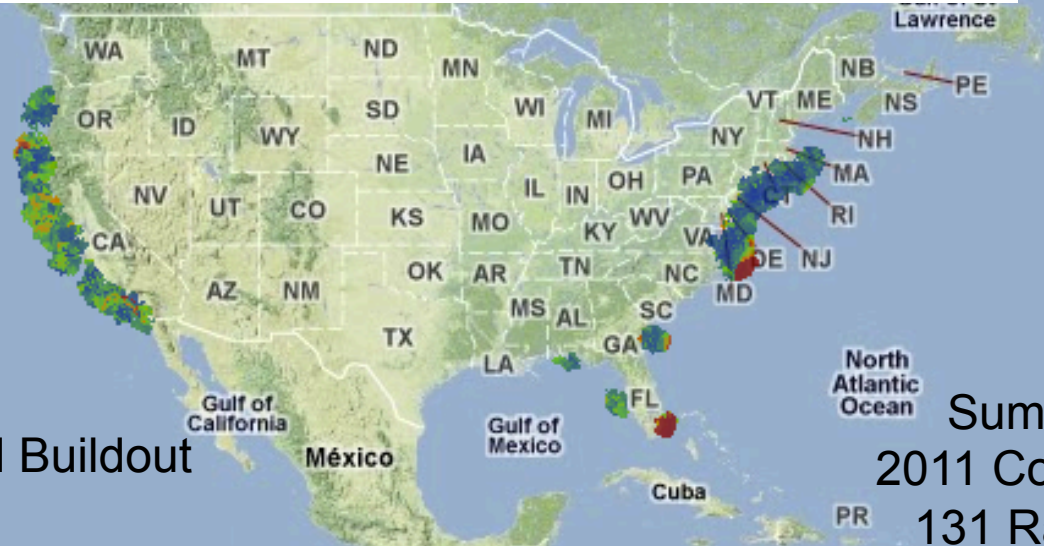 Lawrence
WA
MT
ND
MN
NB
PE
OR
ID
WY
SD
WI
MI
VT
ME
NS
NY
NH
NV
UT
CO
NE
IA
IL
IN
OH
PA
MA
CT
RI
CA
KS
MO
KY
WV
VA
DE
NJ
MD
AZ
NM
OK
AR
TN
NC
SC
TX
MS
AL
GA
LA
FL
Gulf of
California
México
Gulf of
Mexico
Cuba
North
Atlantic
Ocean
PR
Buildout
2011
131